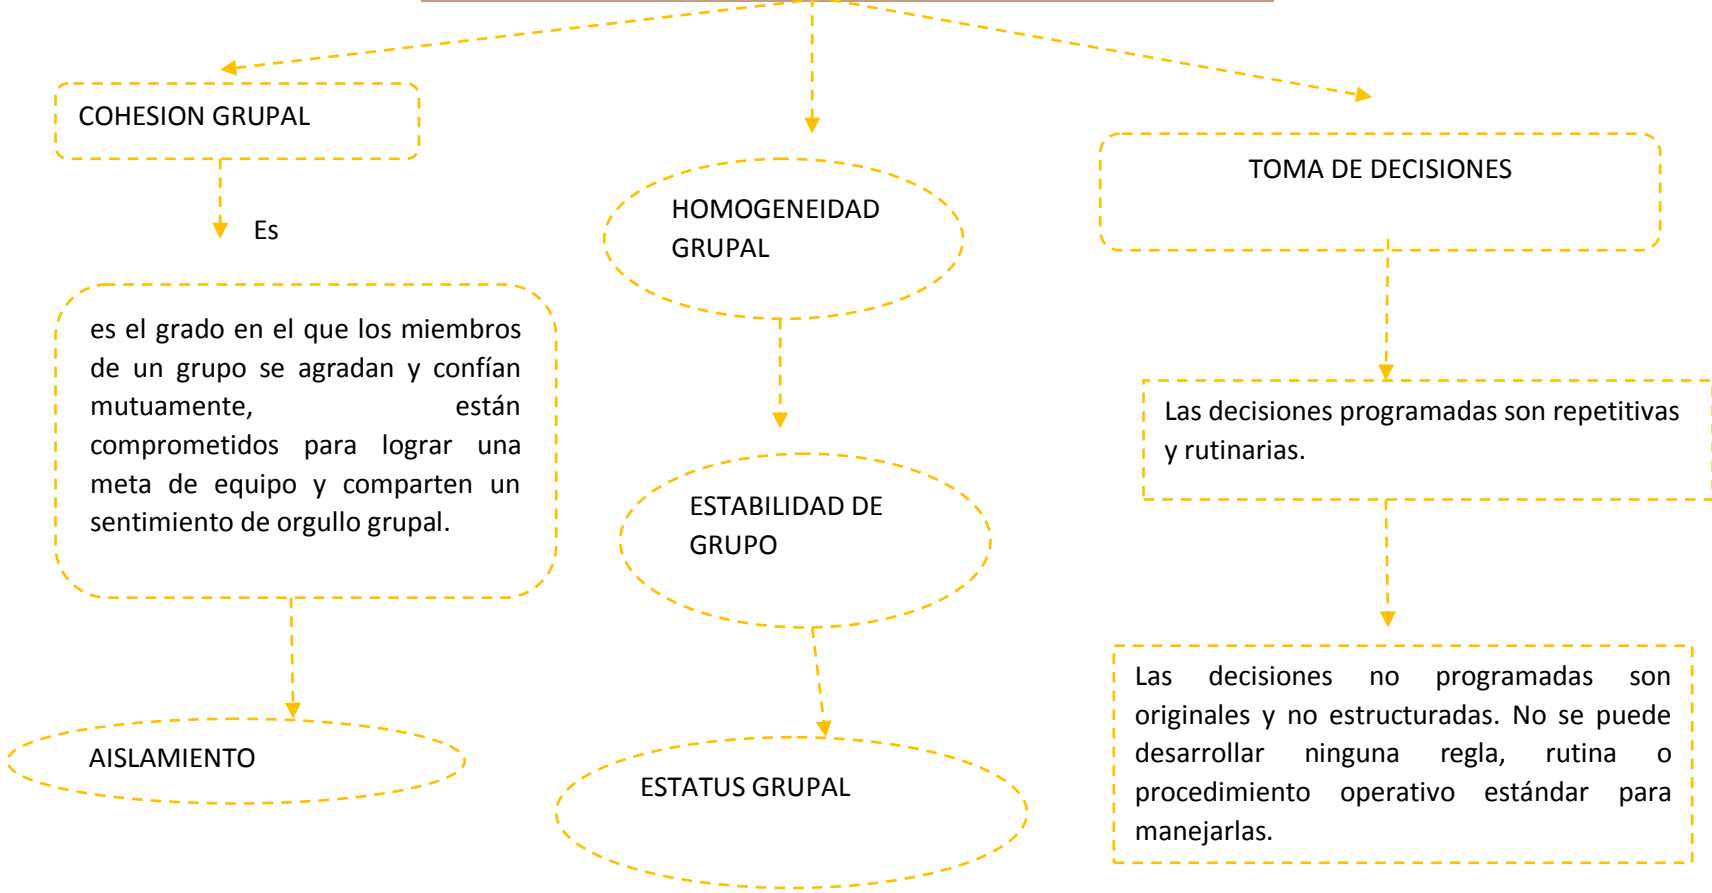 COHESION GRUPAL
Es
es el grado en el que los miembros
de un grupo se agradan y confían
mutuamente, están
comprometidos para lograr una
meta de equipo y comparten un
sentimiento de orgullo grupal.
AISLAMIENTO
HOMOGENEIDAD
GRUPAL
ESTABILIDAD DE
GRUPO
ESTATUS GRUPAL
TOMA DE DECISIONES
Las decisiones programadas son repetitivas
y rutinarias.
Las decisiones no programadas son
originales y no estructuradas. No se puede
desarrollar ninguna regla, rutina o
procedimiento operativo estándar para
manejarlas.